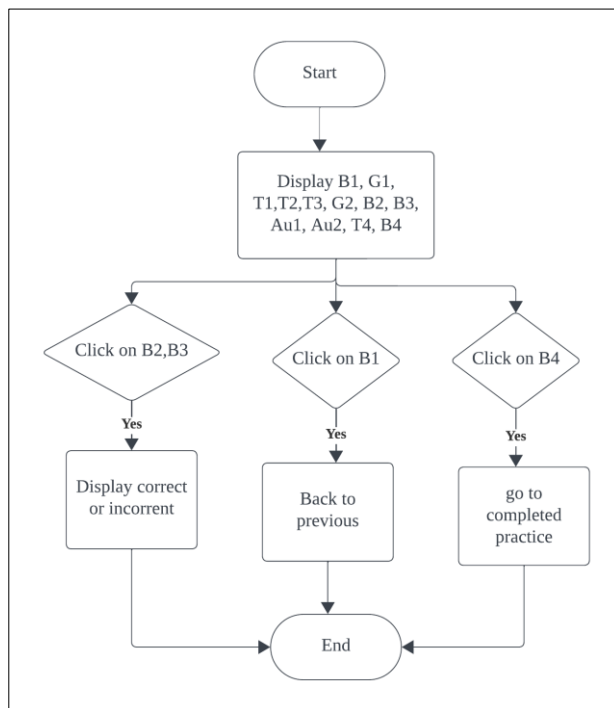 Start
Display B1, G1,
T1,T2,T3, G2, B2, B3,
Au1, Au2, T4, B4
Click on B2,B3
Click on B1
Click on B4
Yes
Yes
Yes
Display correct
or incorrent
Back to
previous
go to
completed
practice
End